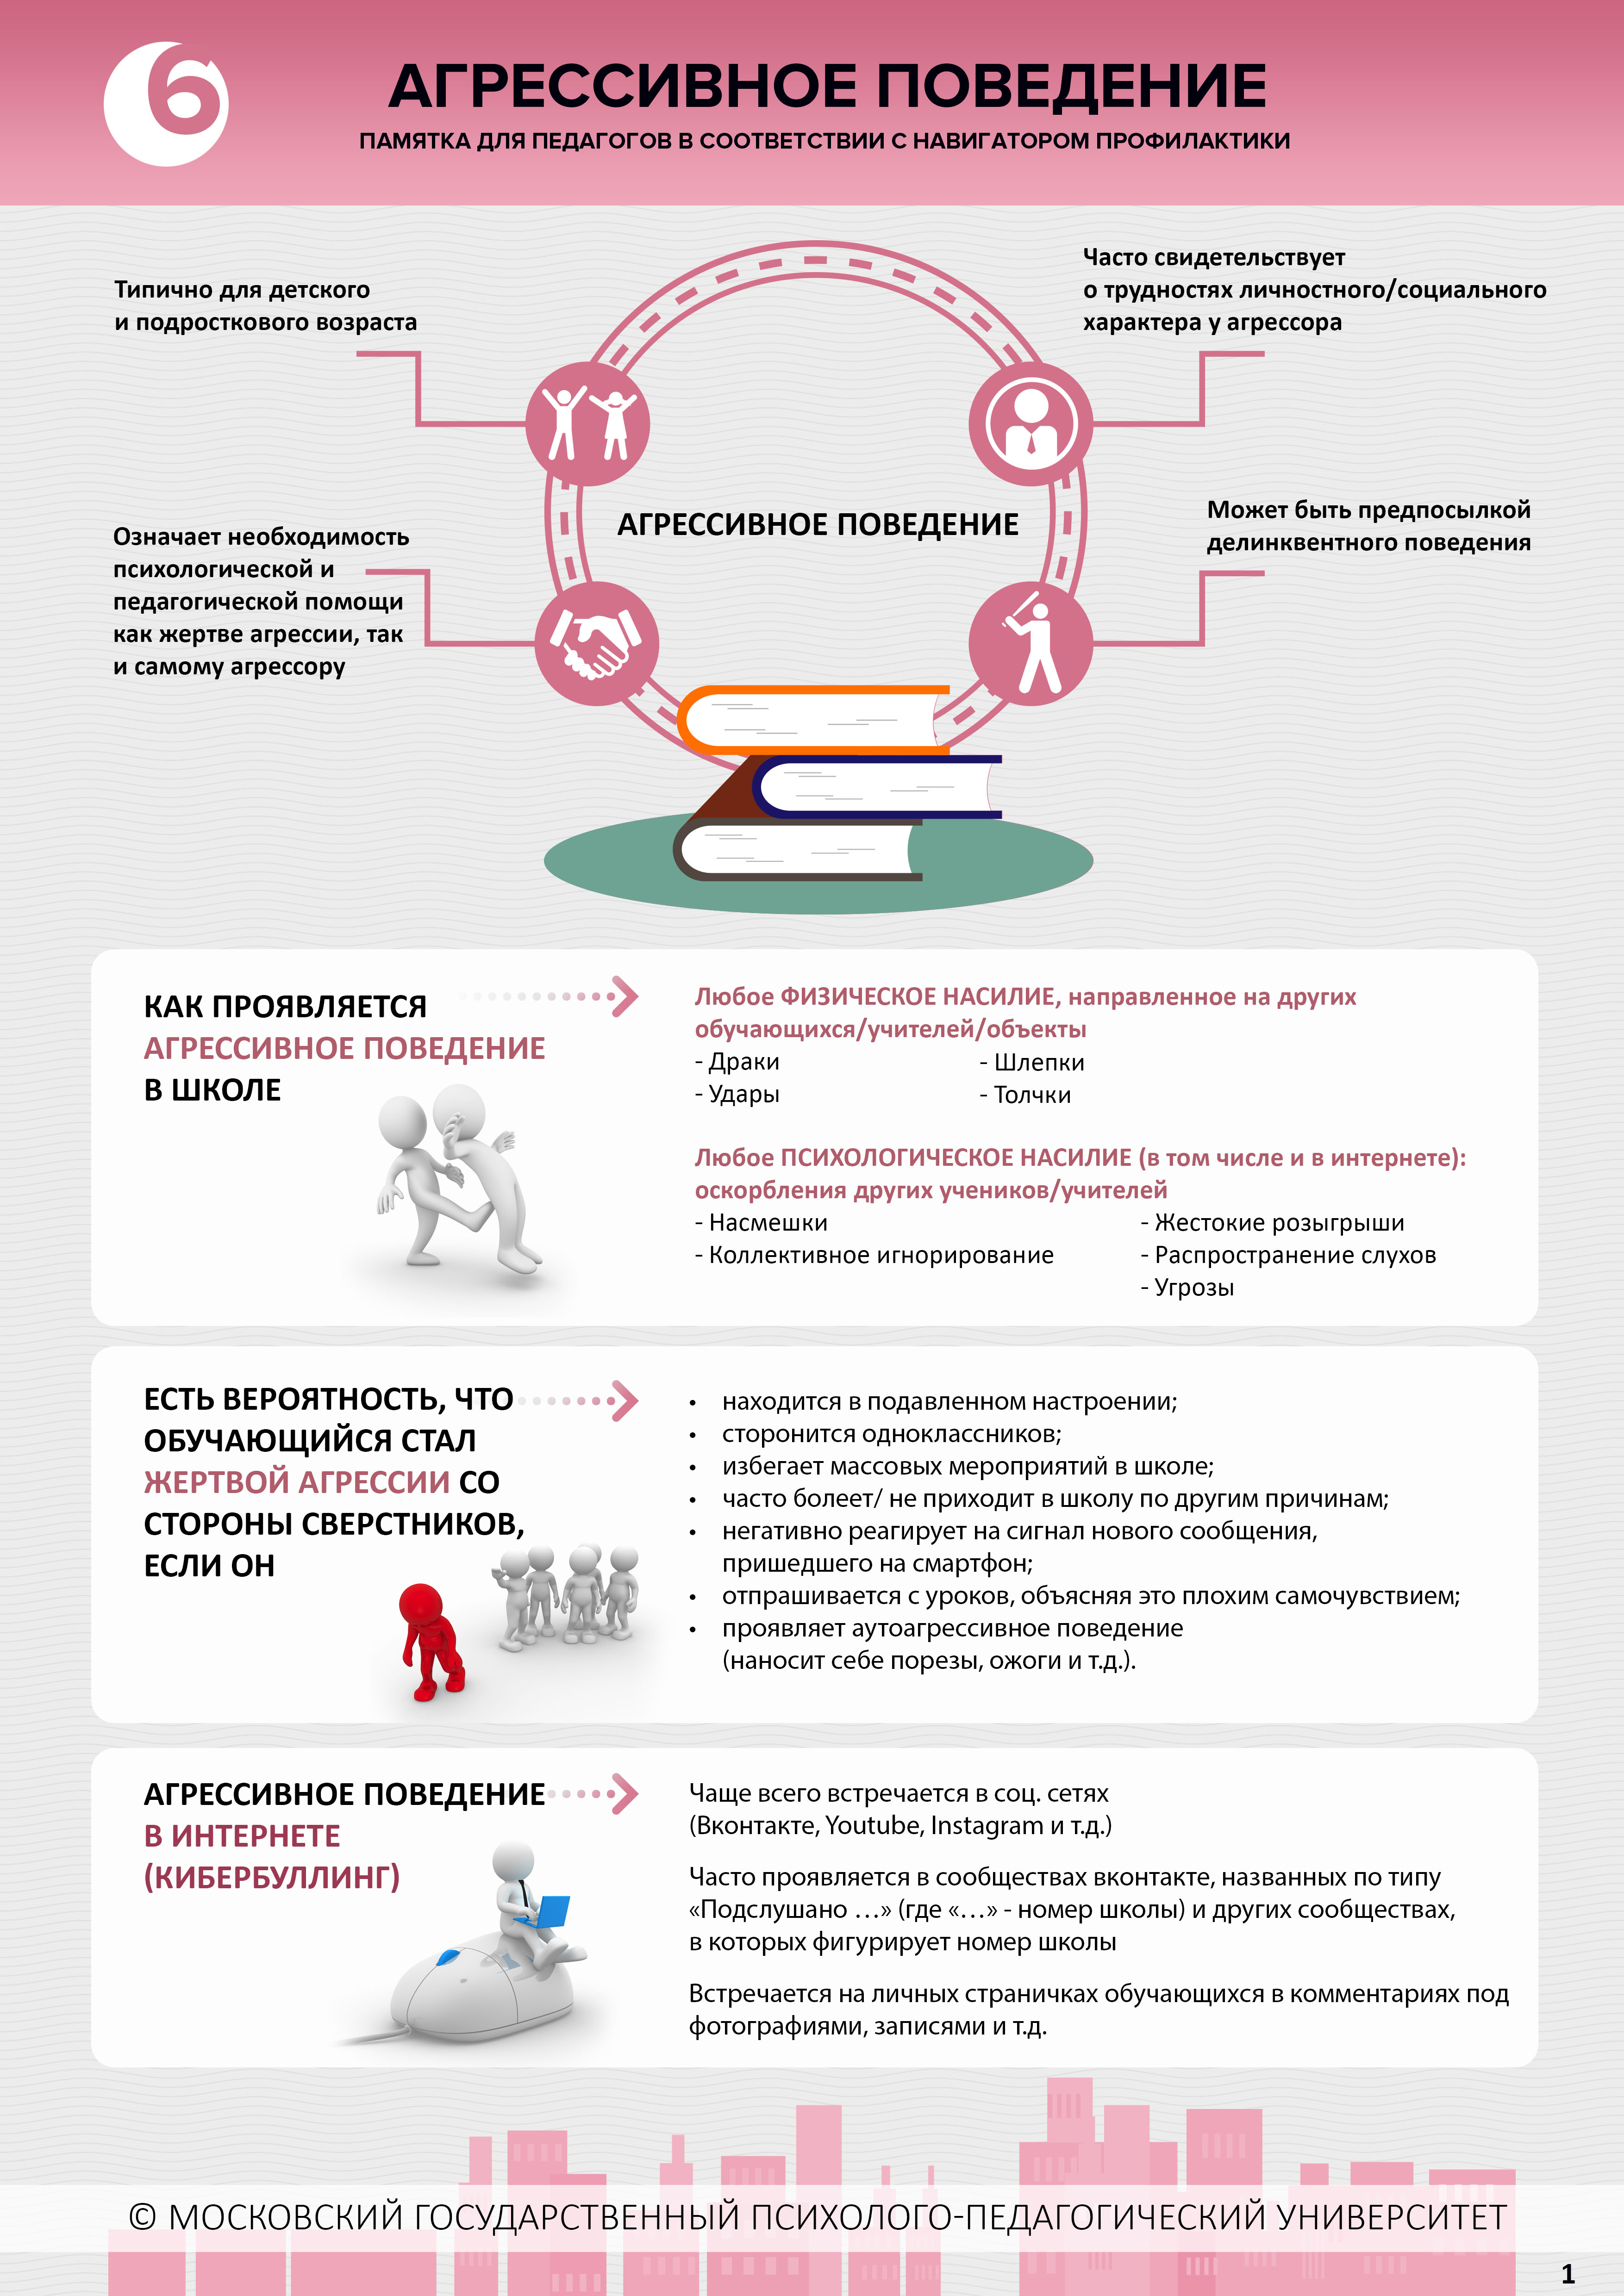 6
АГРЕССИВНОЕ ПОВЕДЕНИЕ
ПАМЯТКА ДЛЯ ПЕДАГОГОВ В СООТВЕТСТВИИ С НАВИГАТОРОМ ПРОФИЛАКТИКИ
Типично для детского
и подросткового возраста
Часто свидетельствует
о трудностях личностного/социального
характера у агрессора
АГРЕССИВНОЕ ПОВЕДЕНИЕ
Означает необходимость
психологической и
педагогической помощи
как жертве агрессии, так
и самому агрессору
Может быть предпосылкой
делинквентного поведения
КАК ПРОЯВЛЯЕТСЯ
АГРЕССИВНОЕ ПОВЕДЕНИЕ
В ШКОЛЕ
Любое ФИЗИЧЕСКОЕ НАСИЛИЕ, направленное на других
обучающихся/учителей/объекты
- Драки
- Удары
- Шлепки
- Толчки
Любое ПСИХОЛОГИЧЕСКОЕ НАСИЛИЕ (в том числе и в интернете):
оскорбления других учеников/учителей
- Насмешки
- Коллективное игнорирование
- Жестокие розыгрыши
- Распространение слухов
- Угрозы
ЕСТЬ ВЕРОЯТНОСТЬ, ЧТО
ОБУЧАЮЩИЙСЯ СТАЛ
ЖЕРТВОЙ АГРЕССИИ СО
СТОРОНЫ СВЕРСТНИКОВ,
ЕСЛИ ОН
• находится в подавленном настроении;
• сторонится одноклассников;
• избегает массовых мероприятий в школе;
• часто болеет/ не приходит в школу по другим причинам;
• негативно реагирует на сигнал нового сообщения,
пришедшего на смартфон;
• отпрашивается с уроков, объясняя это плохим самочувствием;
• проявляет аутоагрессивное поведение
(наносит себе порезы, ожоги и т.д.).
АГРЕССИВНОЕ ПОВЕДЕНИЕ
В ИНТЕРНЕТЕ
(КИБЕРБУЛЛИНГ)
Чаще всего встречается в соц. сетях
(Вконтакте, Youtube, Instagram и т.д.)
Часто проявляется в сообществах вконтакте, названных по типу
«Подслушано …» (где «…» - номер школы) и других сообществах,
в которых фигурирует номер школы
Встречается на личных страничках обучающихся в комментариях под
фотографиями, записями и т.д.
© МОСКОВСКИЙ ГОСУДАРСТВЕННЫЙ ПСИХОЛОГО-ПЕДАГОГИЧЕСКИЙ УНИВЕРСИТЕТ
1